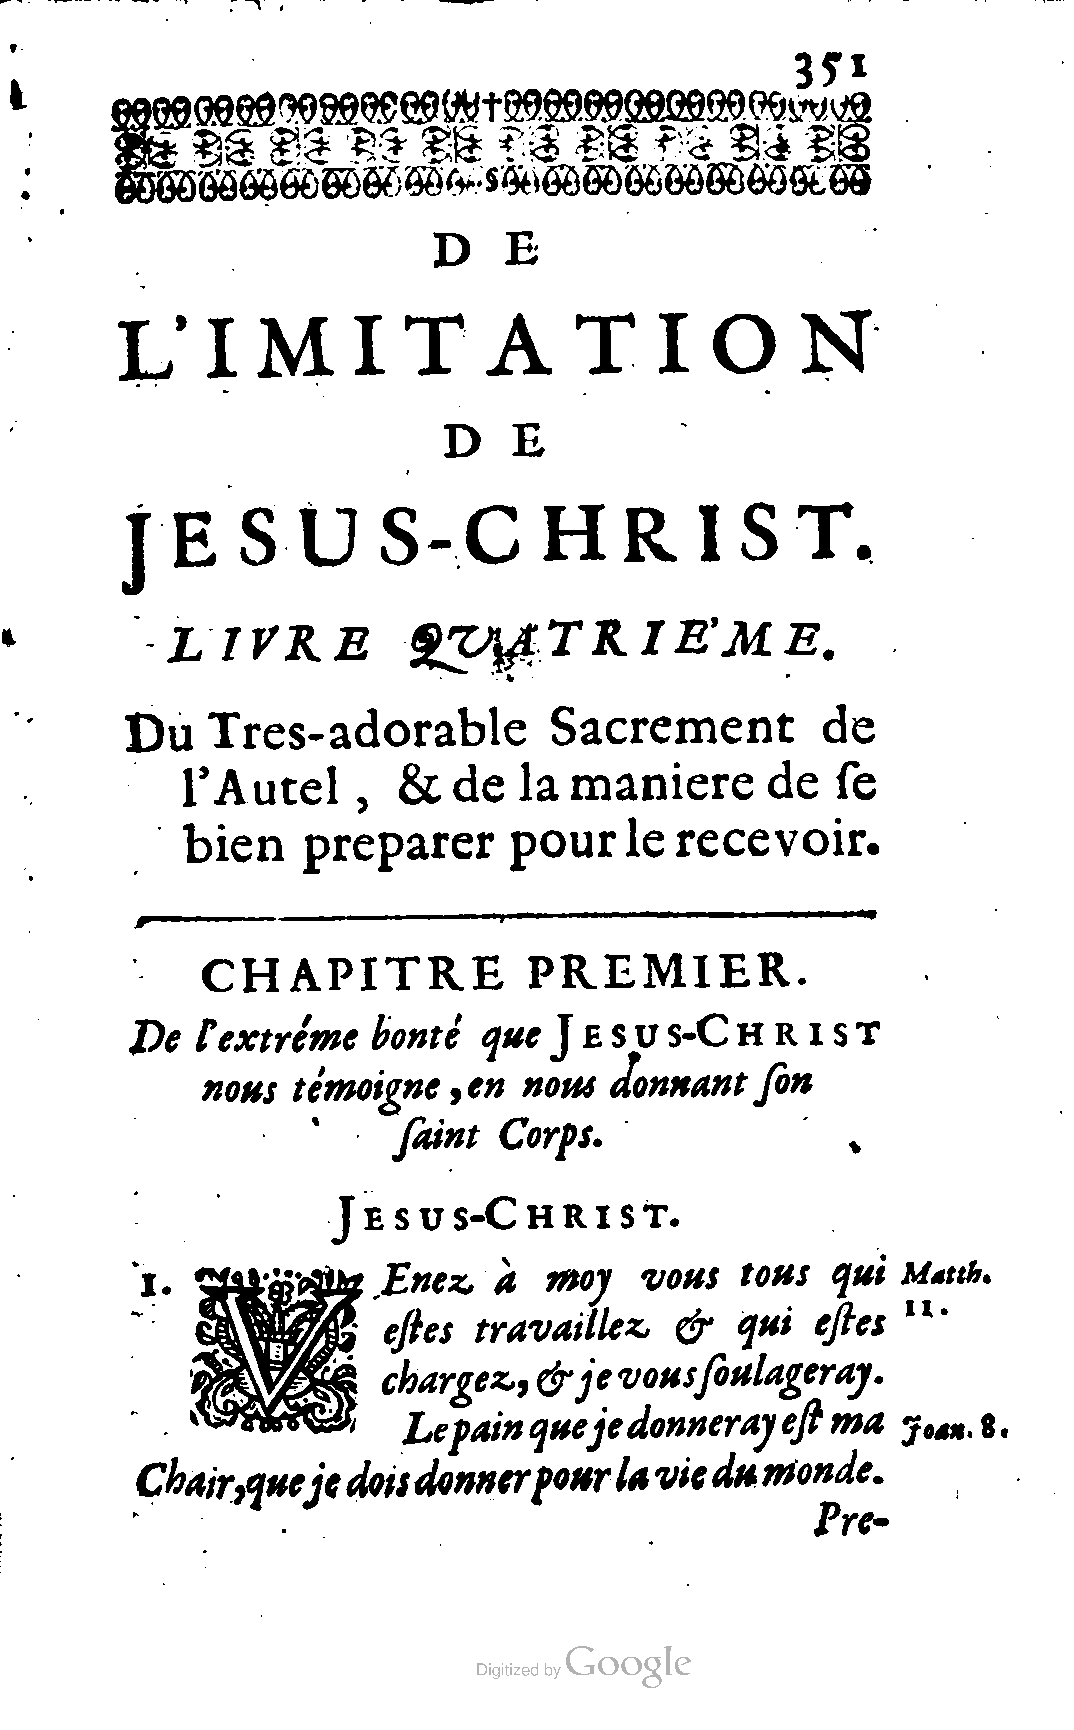 351
DE
L'IMITATION
DE
JESUS-CHRIST.
LIVRE QUATRIE'ME.
Du Tres-adorable Sacrement de
l'Autel, & de la maniere de ſe
bien preparer pour le recevoir.
CHAPITRE PREMIER.
De l'extréme bonté que JESUS-CHRIST
nous témoigne, en nous donnant ſon
ſaint Corps.
JESUS-CHRIST.
1. VEnez à moy vous tous qui Matth.
eſtes travaillez & qui eſtes 11.
chargez, & je vous ſoulageray.
Le pain que je donneray eſt ma Joan. 8.
Chair, que je dois donner pour la vie du monde.
Pre-
Digitized by Google